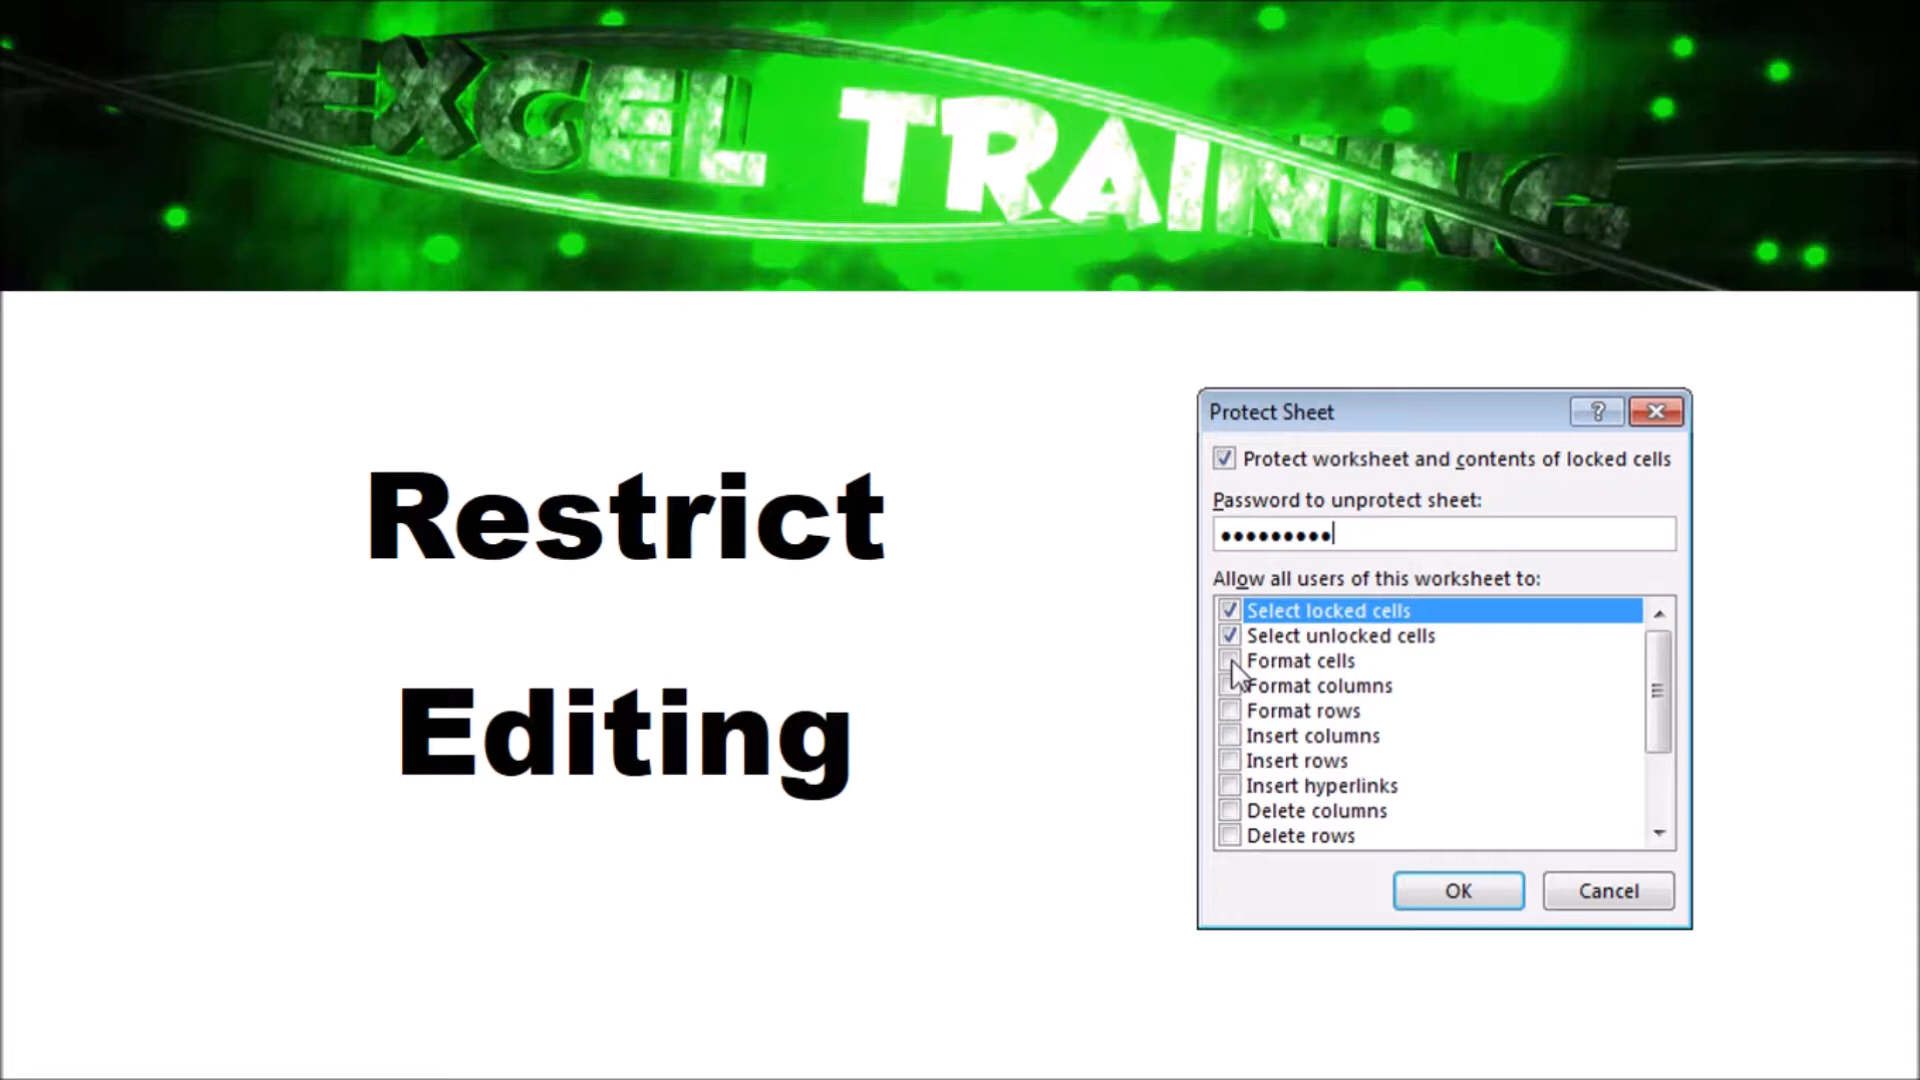 EXCEL TRAINING
Restrict
Editing
Protect Sheet
?
Protect worksheet and contents of locked cells
Password to unprotect sheet:
•••••••••
Allow all users of this worksheet to:
Select locked cells
Select unlocked cells
Format cells
Format columns
Format rows
Insert columns
Insert rows
Insert hyperlinks
Delete columns
Delete rows
OK Cancel